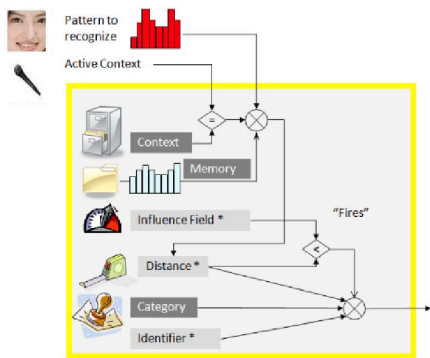 Pattern to
recognize
Active Context
=
Context
Memory
Influence Field *
"Fires"
<
Distance *
Category
Identifier *